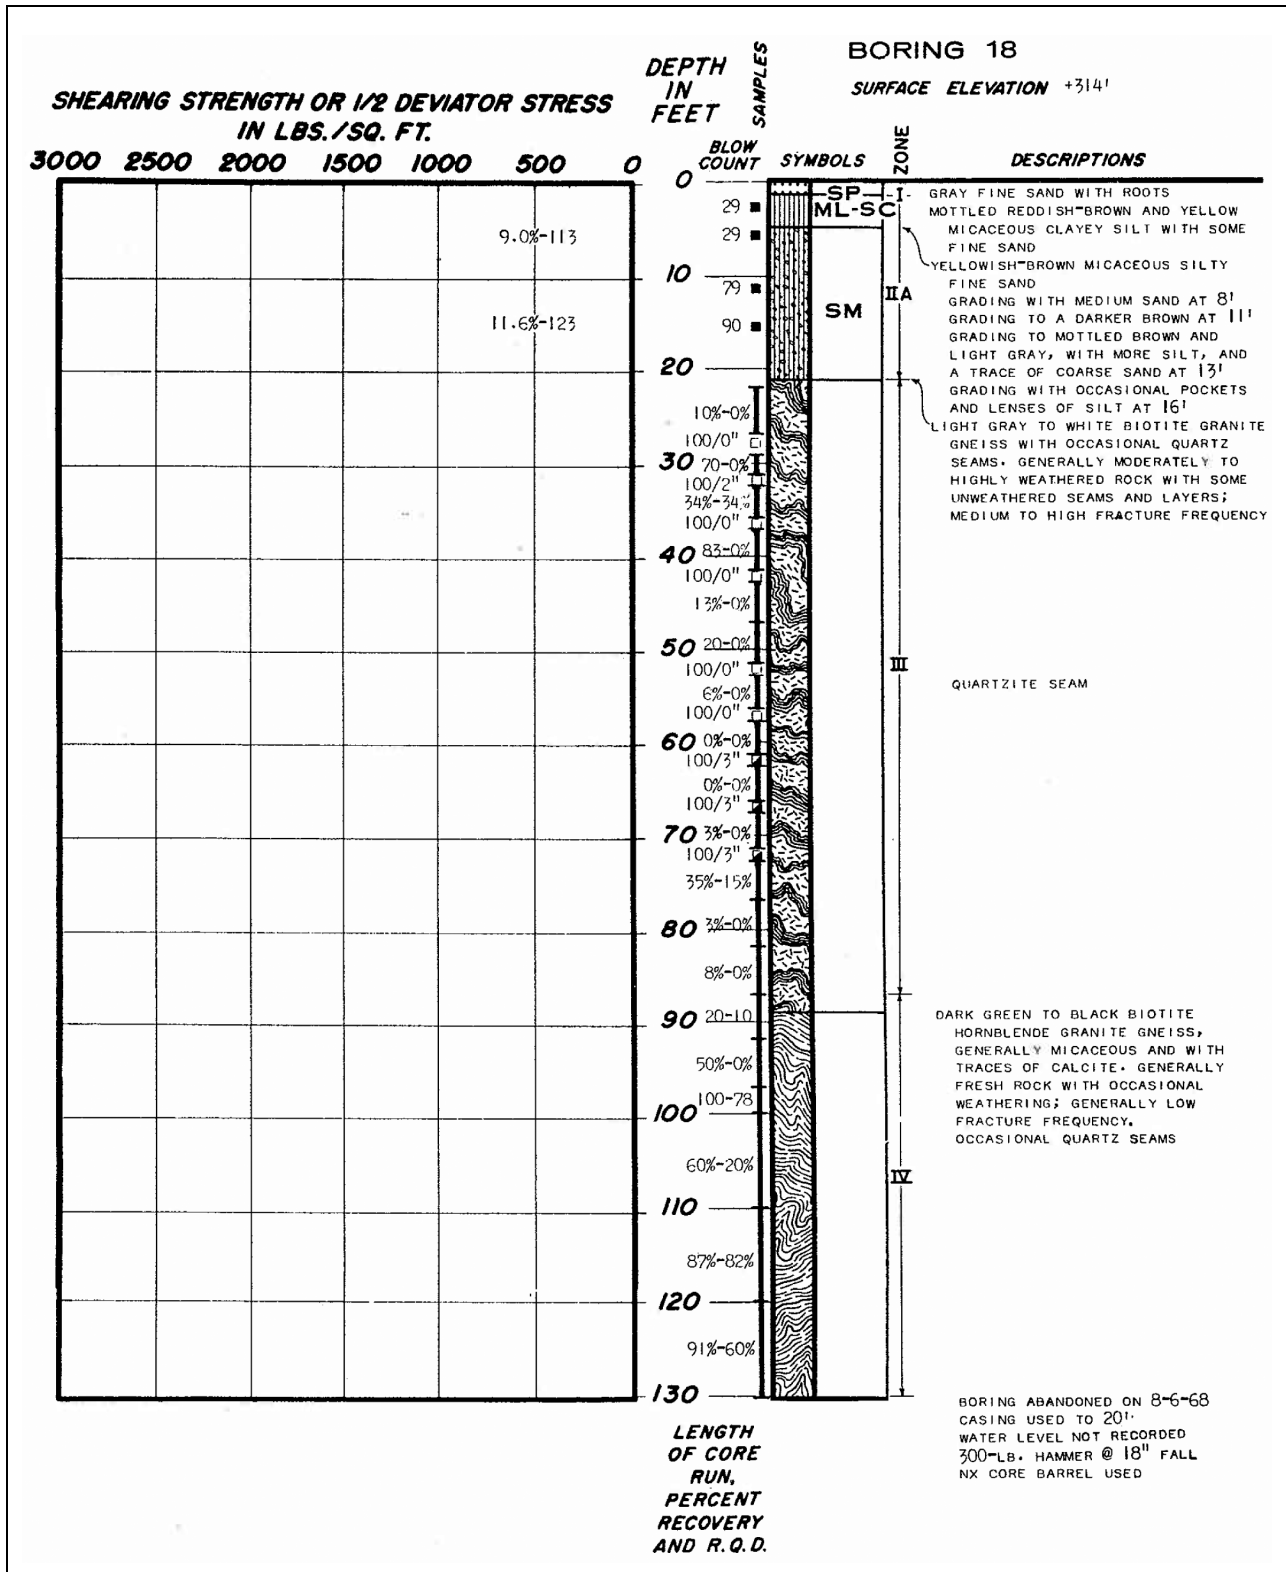 BORING 18
SURFACE ELEVATION +314'
SHEARING STRENGTH OR 1/2 DEVIATOR STRESS
IN LBS./SQ. FT.
3000 2500 2000 1500 1000 500 0
DEPTH
IN
FEET
SAMPLES
BLOW
COUNT
SYMBOLS
ZONE
DESCRIPTIONS
0
29
9.0%-113
29
10
79
11.6%-123
90
20
10%-0%
100/0"
30 70-0%
100/2"
34%-34%
100/0"
40 83-0%
100/0"
13%-0%
50 20-0%
100/0"
6%-0%
100/0"
60 0%-0%
100/3"
0%-0%
100/3"
70 3%-0%
100/3"
35%-15%
80 3%-0%
8%-0%
90 20-10
50%-0%
100-78
100
60%-20%
110
87%-82%
120
91%-60%
130
LENGTH
OF CORE
RUN,
PERCENT
RECOVERY
AND R.Q.D.
SP
ML-SC
SM
I
IIA
III
IV
GRAY FINE SAND WITH ROOTS
MOTTLED REDDISH-BROWN AND YELLOW
MICACEOUS CLAYEY SILT WITH SOME
FINE SAND
YELLOWISH-BROWN MICACEOUS SILTY
FINE SAND
GRADING WITH MEDIUM SAND AT 8'
GRADING TO A DARKER BROWN AT 11'
GRADING TO MOTTLED BROWN AND
LIGHT GRAY, WITH MORE SILT, AND
A TRACE OF COARSE SAND AT 13'
GRADING WITH OCCASIONAL POCKETS
AND LENSES OF SILT AT 16'
LIGHT GRAY TO WHITE BIOTITE GRANITE
GNEISS WITH OCCASIONAL QUARTZ
SEAMS. GENERALLY MODERATELY TO
HIGHLY WEATHERED ROCK WITH SOME
UNWEATHERED SEAMS AND LAYERS;
MEDIUM TO HIGH FRACTURE FREQUENCY
QUARTZITE SEAM
DARK GREEN TO BLACK BIOTITE
HORNBLENDE GRANITE GNEISS,
GENERALLY MICACEOUS AND WITH
TRACES OF CALCITE. GENERALLY
FRESH ROCK WITH OCCASIONAL
WEATHERING; GENERALLY LOW
FRACTURE FREQUENCY.
OCCASIONAL QUARTZ SEAMS
BORING ABANDONED ON 8-6-68
CASING USED TO 20'.
WATER LEVEL NOT RECORDED
300-LB. HAMMER @ 18" FALL
NX CORE BARREL USED